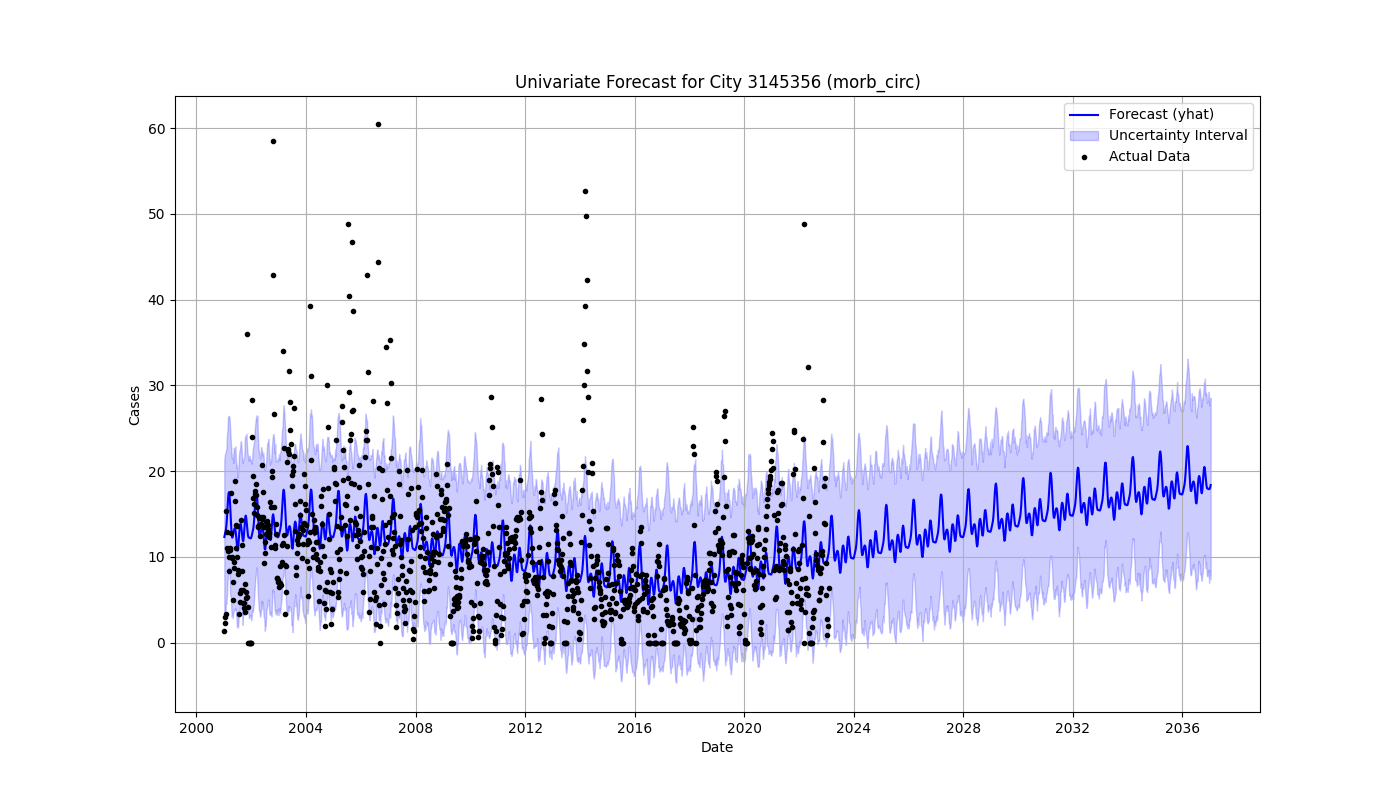 Univariate Forecast for City 3145356 (morb_circ)
Forecast (yhat)
Uncertainty Interval
Actual Data
Cases
60
50
40
30
20
10
0
2000 2004 2008 2012 2016 2020 2024 2028 2032 2036
Date